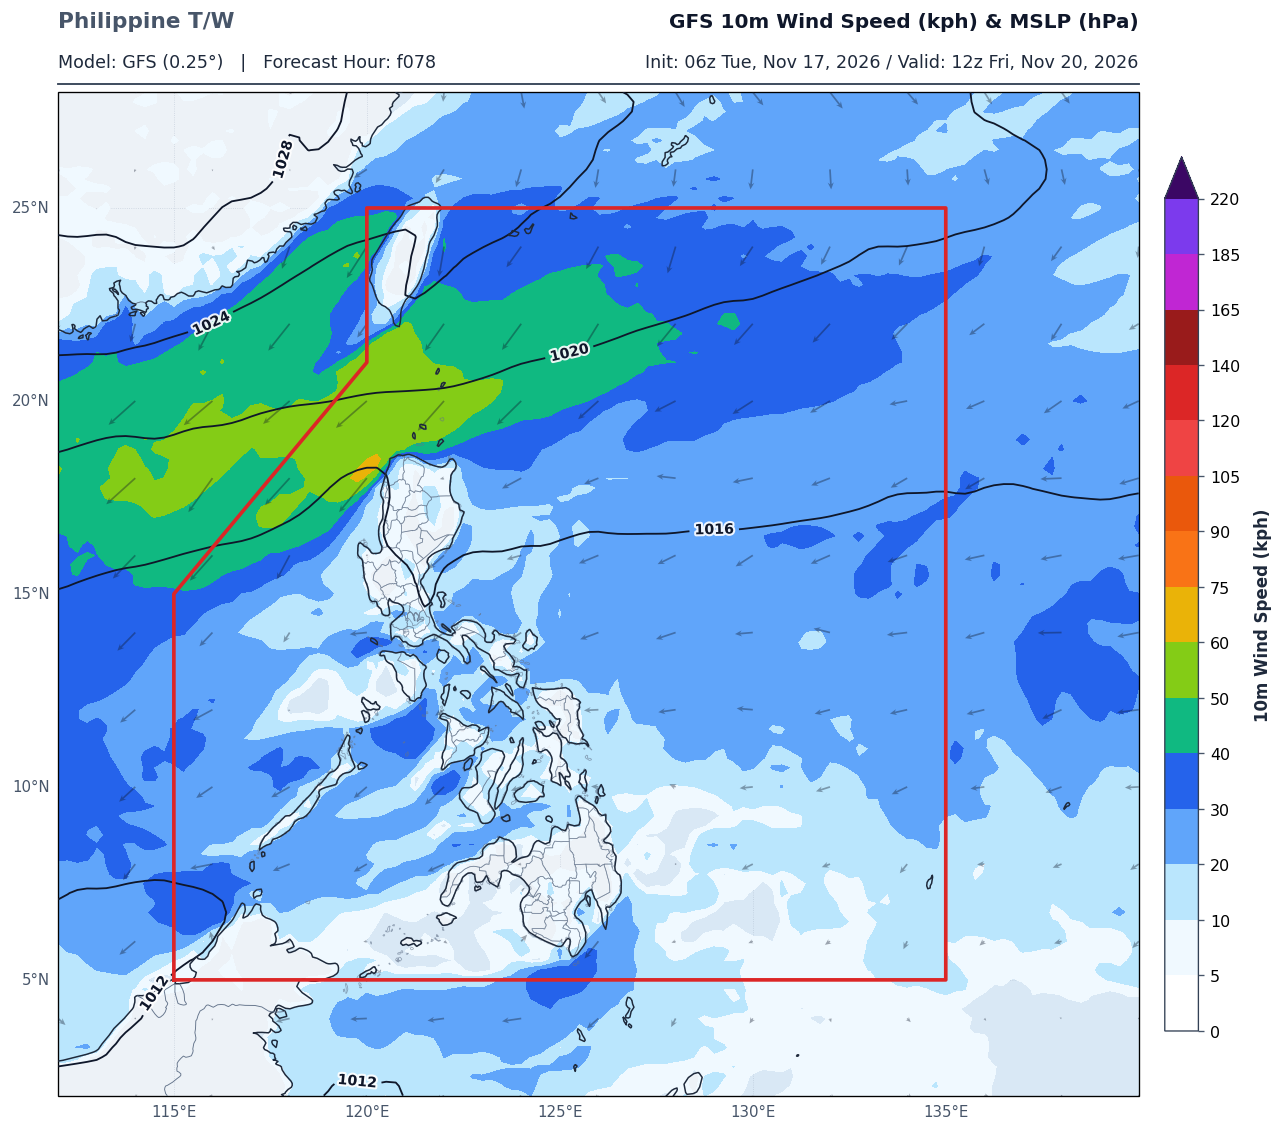 Philippine T/W
GFS 10m Wind Speed (kph) & MSLP (hPa)
Model: GFS (0.25°)   |   Forecast Hour: f078
Init: 06z Tue, Nov 17, 2026 / Valid: 12z Fri, Nov 20, 2026
1028
1024
1020
1016
1012
1012
25°N
20°N
15°N
10°N
5°N
115°E
120°E
125°E
130°E
135°E
220
185
165
140
120
105
90
75
60
50
40
30
20
10
5
0
10m Wind Speed (kph)